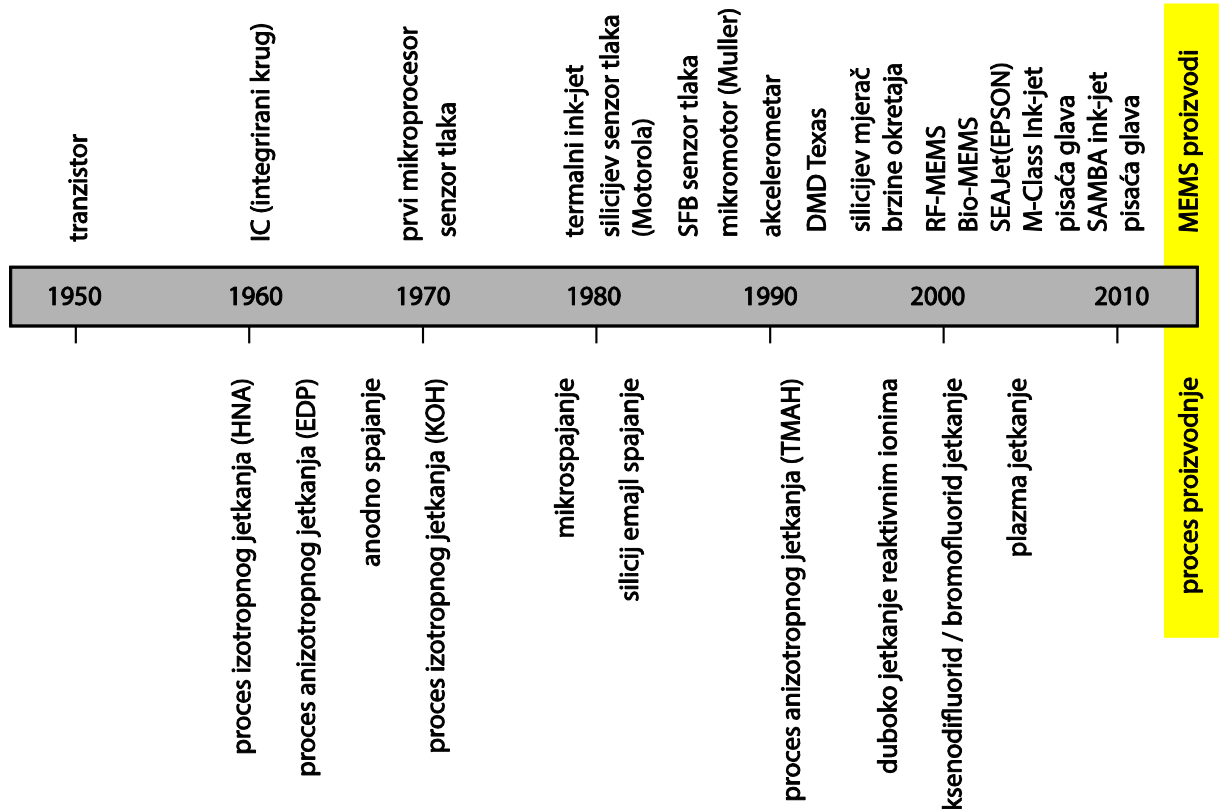 tranzistor
IC (integrirani krug)
prvi mikroprocesor
senzor tlaka
termalni ink-jet
silicijev senzor tlaka
(Motorola)
SFB senzor tlaka
mikromotor (Muller)
akcelerometar
DMD Texas
silicijev mjerač
brzine okretaja
RF-MEMS
Bio-MEMS
SEAJet(EPSON)
M-Class Ink-jet
pisaća glava
SAMBA ink-jet
pisaća glava
MEMS proizvodi
1950
1960
1970
1980
1990
2000
2010
proces izotropnog jetkanja (HNA)
proces anizotropnog jetkanja (EDP)
anodno spajanje
proces izotropnog jetkanja (KOH)
mikrospajanje
silicij emajl spajanje
proces anizotropnog jetkanja (TMAH)
duboko jetkanje reaktivnim ionima
ksenodifluorid / bromofluorid jetkanje
plazma jetkanje
proces proizvodnje